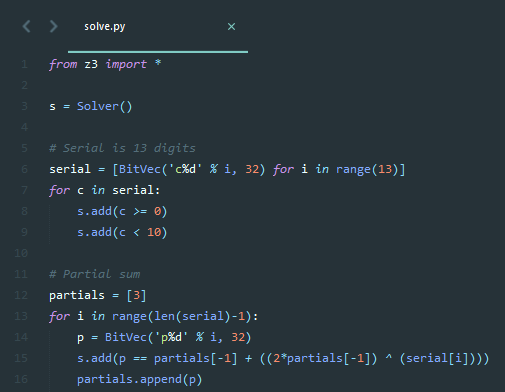 solve.py
1 from z3 import *
2
3 s = Solver()
4
5 # Serial is 13 digits
6 serial = [BitVec('c%d' % i, 32) for i in range(13)]
7 for c in serial:
8     s.add(c >= 0)
9     s.add(c < 10)
10
11 # Partial sum
12 partials = [3]
13 for i in range(len(serial)-1):
14     p = BitVec('p%d' % i, 32)
15     s.add(p == partials[-1] + ((2*partials[-1]) ^ (serial[i])))
16     partials.append(p)